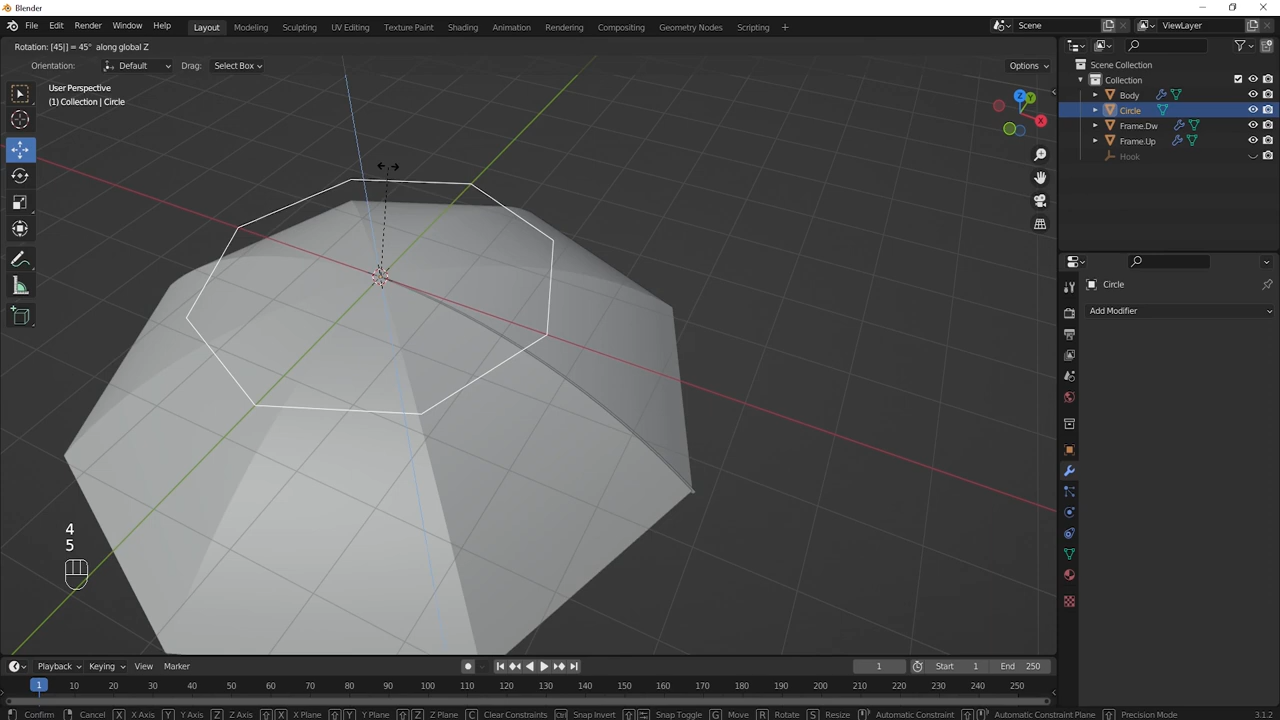 Blender
File Edit Render Window Help Layout Modeling Sculpting UV Editing Texture Paint Shading Animation Rendering Compositing Geometry Nodes Scripting + Scene ViewLayer
Rotation: [45|] = 45° along global Z
Orientation: Default Drag: Select Box Options
User Perspective
(1) Collection | Circle
Z
Y
X
Scene Collection
Collection
Body
Circle
Frame.Dw
Frame.Up
Hook
Circle
Add Modifier
4
5
Playback Keying View Marker 1 Start 1 End 250
1 10 20 30 40 50 60 70 80 90 100 110 120 130 140 150 160 170 180 190 200 210 220 230 240 250
Confirm Cancel X X Axis Y Y Axis Z Z Axis X X Plane Y Y Plane Z Z Plane C Clear Constraints Snap Invert Snap Toggle G Move R Rotate S Resize Automatic Constraint Automatic Constraint Plane Precision Mode 3.1.2